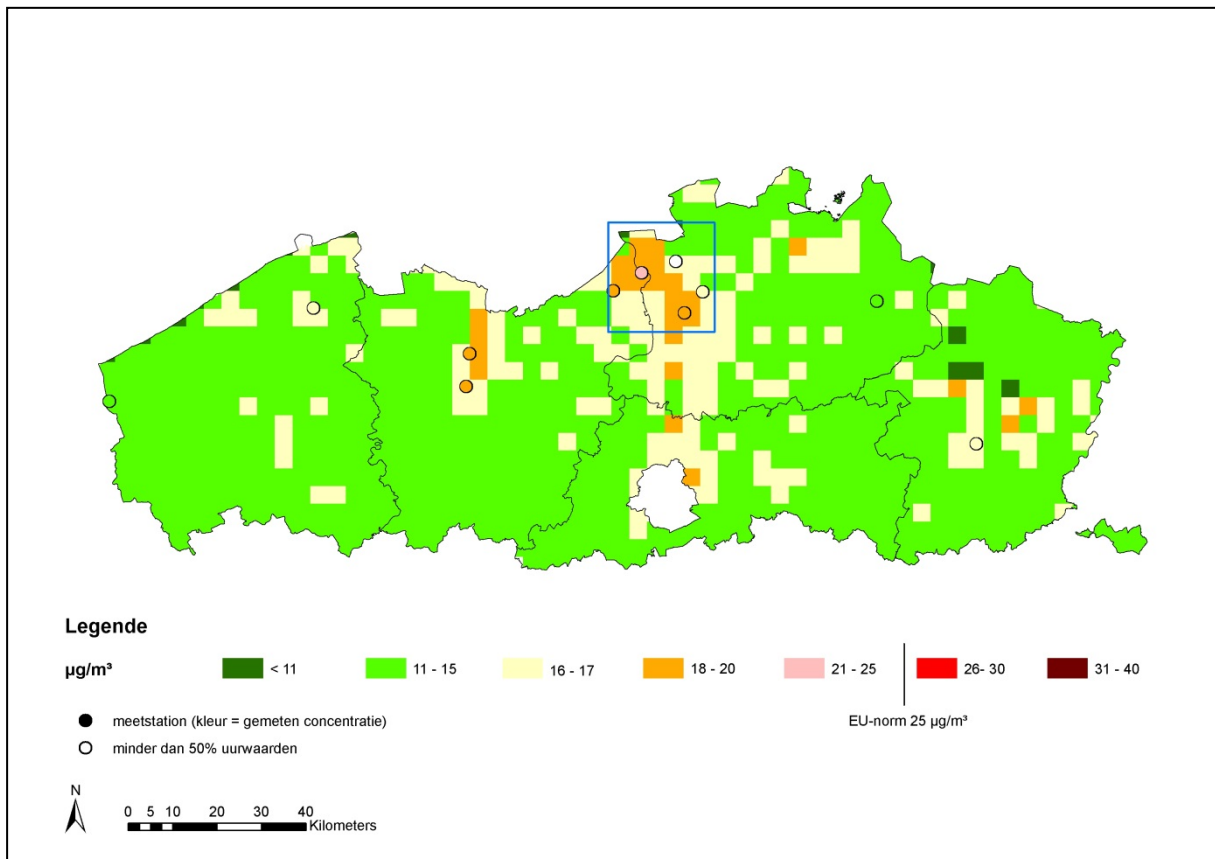 Legende
µg/m³ < 11 11 - 15 16 - 17 18 - 20 21 - 25 26- 30 31 - 40
EU-norm 25 µg/m³
meetstation (kleur = gemeten concentratie)
minder dan 50% uurwaarden
N
0 5 10 20 30 40
Kilometers